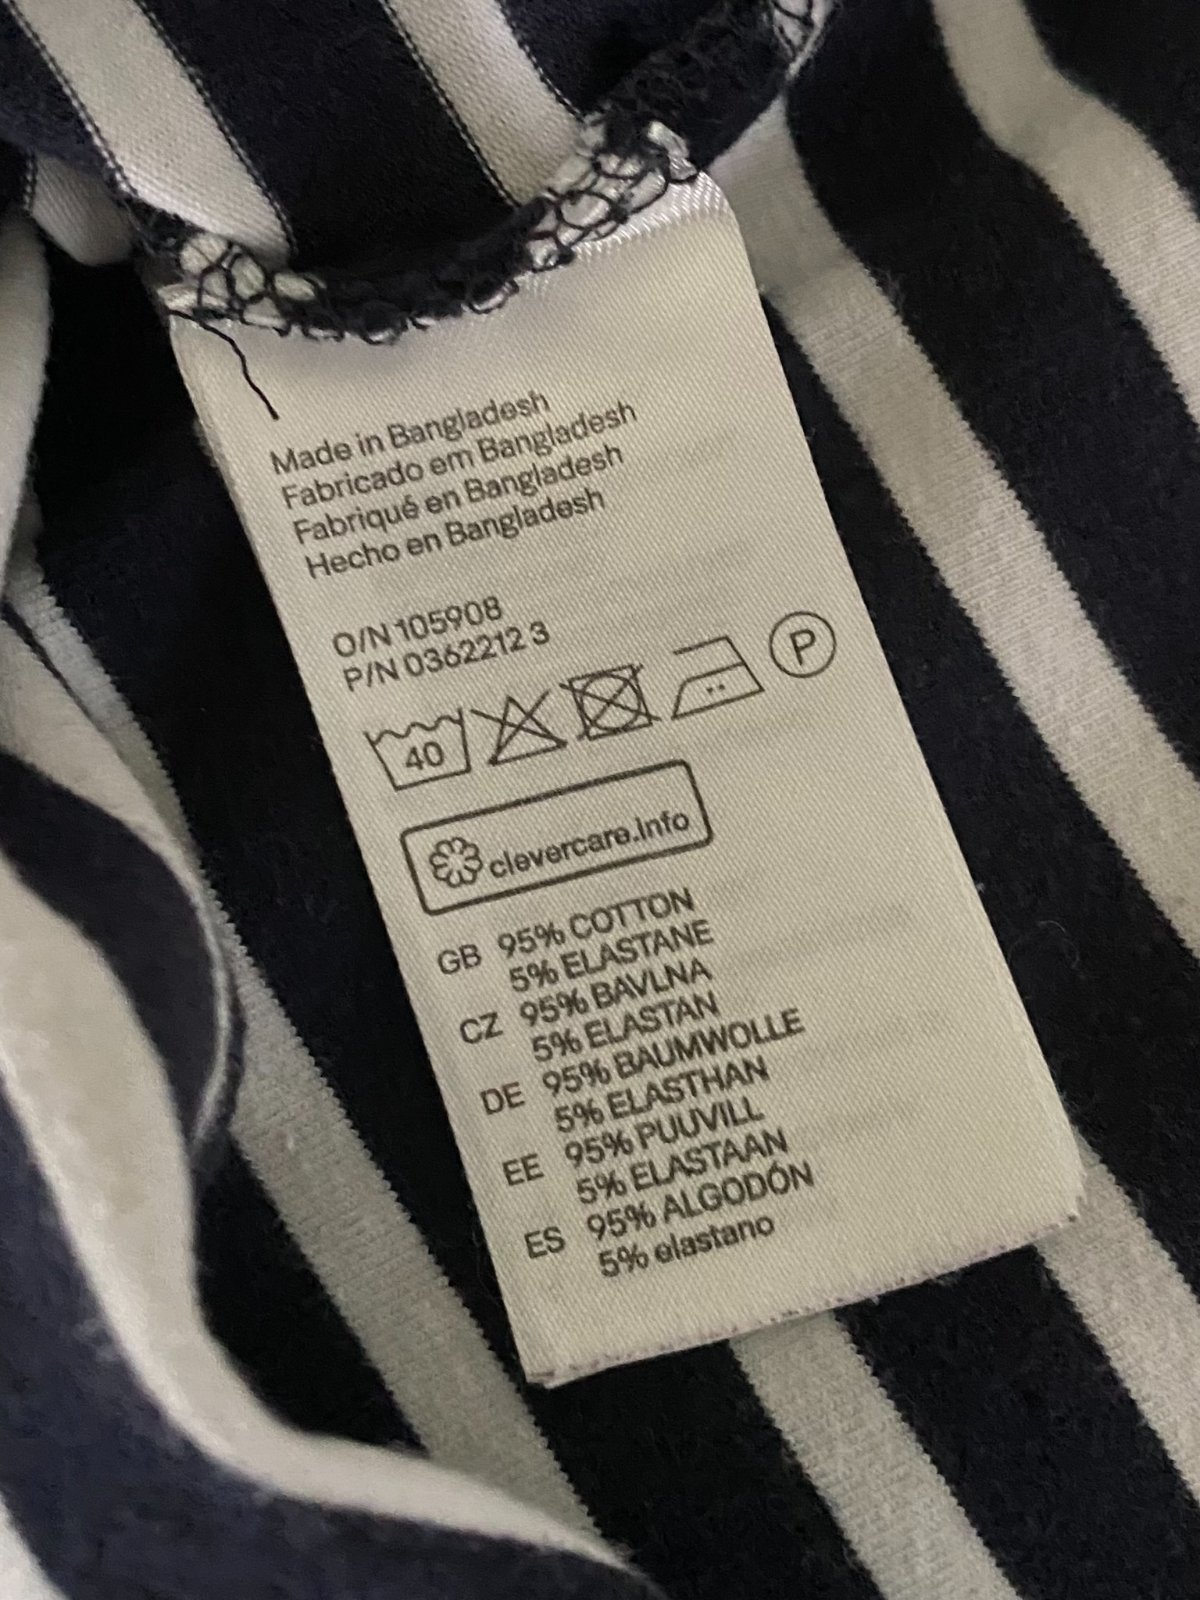 Made in Bangladesh
Fabricado em Bangladesh
Fabriqué en Bangladesh
Hecho en Bangladesh
O/N 105908
P/N 0362212 3
40 P
clevercare.info
GB 95% COTTON
5% ELASTANE
CZ 95% BAVLNA
5% ELASTAN
DE 95% BAUMWOLLE
5% ELASTHAN
EE 95% PUUVILL
5% ELASTAAN
ES 95% ALGODÓN
5% elastano